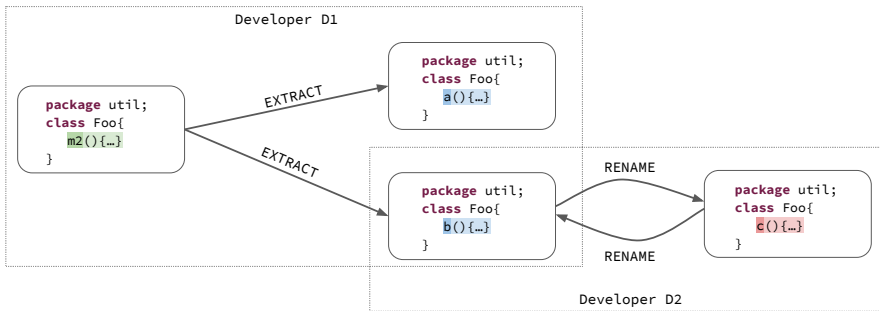 Developer D1
package util;
class Foo{
m2(){…}
}
EXTRACT
EXTRACT
package util;
class Foo{
a(){…}
}
package util;
class Foo{
b(){…}
}
RENAME
RENAME
package util;
class Foo{
c(){…}
}
Developer D2